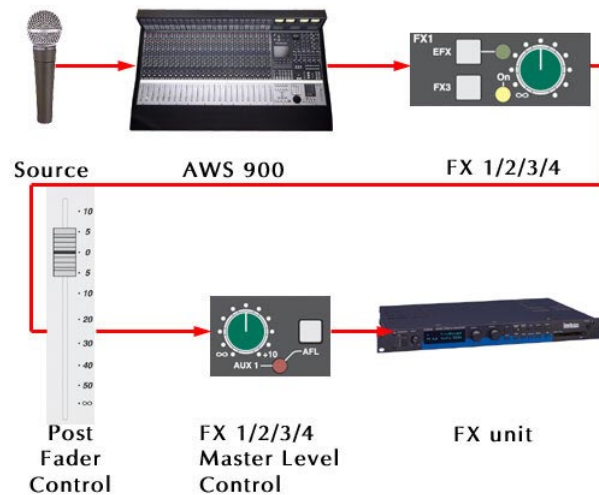 FX1
EFX
FX3
On
∞
Source
AWS 900
FX 1/2/3/4
10
5
0
5
10
20
30
40
50
∞
∞
+10
AUX 1
AFL
Post
Fader
Control
FX 1/2/3/4
Master Level
Control
FX unit